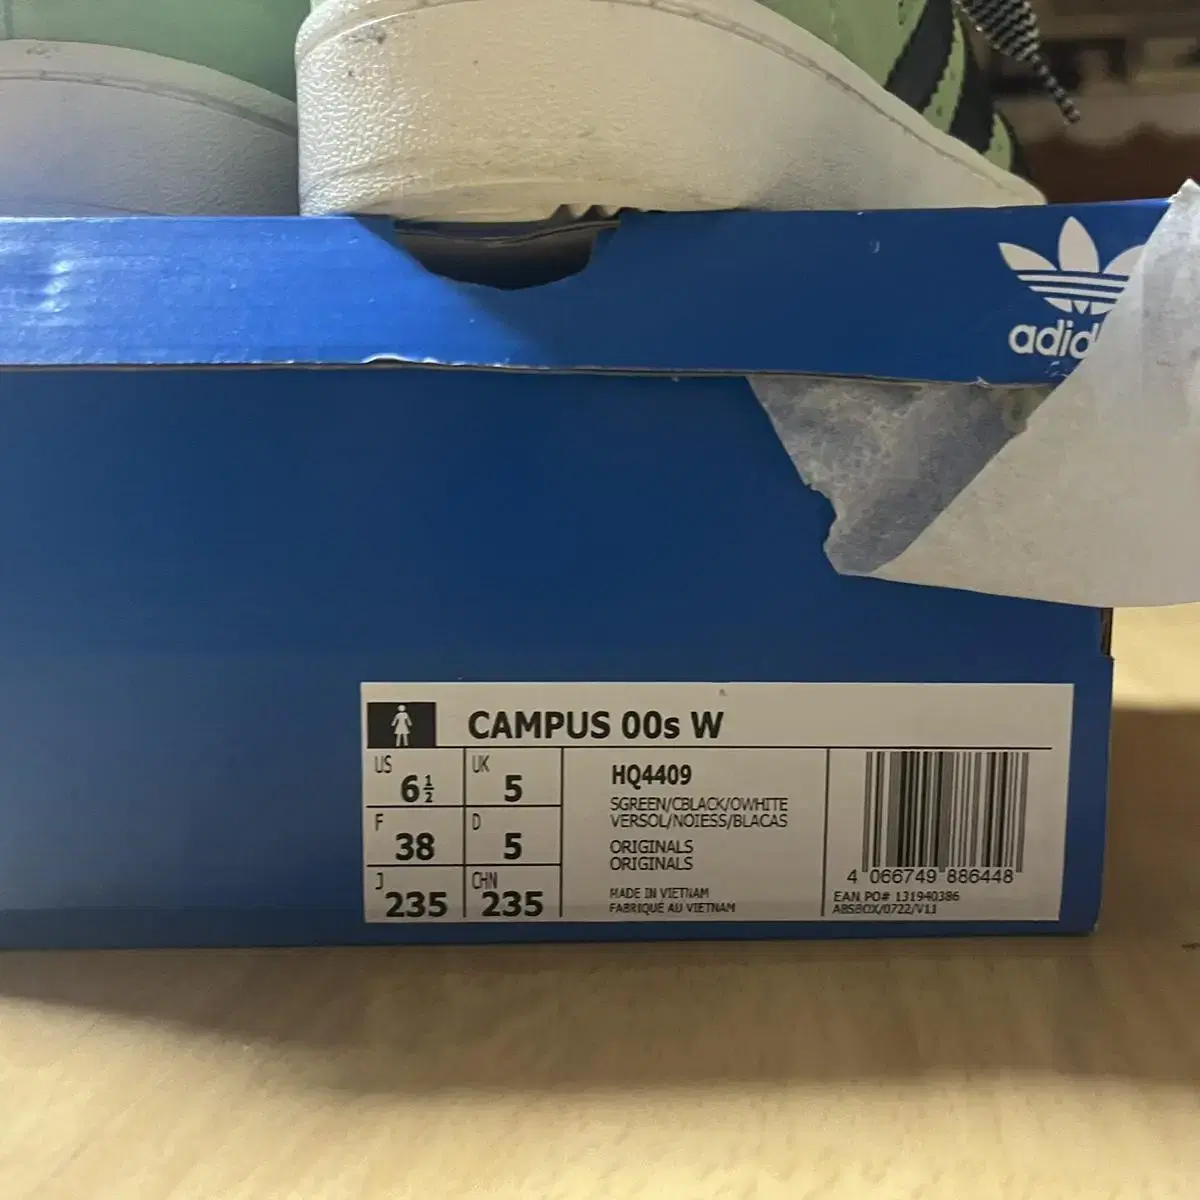 adid
CAMPUS 00s W
US 6½ UK 5
F 38 D 5
J 235 CHN 235
HQ4409
SGREEN/CBLACK/OWHITE
VERSOL/NOIESS/BLACAS
ORIGINALS
ORIGINALS
MADE IN VIETNAM
FABRIQUE AU VIETNAM
4 066749 886448
EAN PO# 131940386
ABSBOX/0722/V11